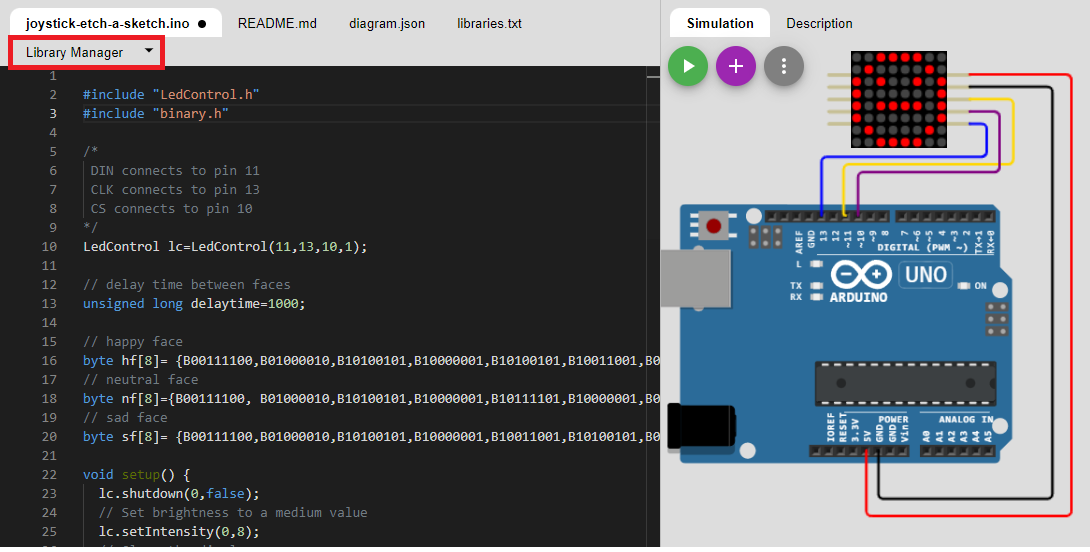 joystick-etch-a-sketch.ino ● README.md diagram.json libraries.txt
Library Manager
1
2 #include "LedControl.h"
3 #include "binary.h"
4
5 /*
6 DIN connects to pin 11
7 CLK connects to pin 13
8 CS connects to pin 10
9 */
10 LedControl lc=LedControl(11,13,10,1);
11
12 // delay time between faces
13 unsigned long delaytime=1000;
14
15 // happy face
16 byte hf[8]= {B00111100,B01000010,B10100101,B10000001,B10100101,B10011001,B0
17 // neutral face
18 byte nf[8]={B00111100, B01000010,B10100101,B10000001,B10111101,B10000001,B0
19 // sad face
20 byte sf[8]= {B00111100,B01000010,B10100101,B10000001,B10011001,B10100101,B0
21
22 void setup() {
23 lc.shutdown(0,false);
24 // Set brightness to a medium value
25 lc.setIntensity(0,8);
Simulation Description
AREF
GND
13
12
~11
~10
~9
8
7
~6
~5
4
~3
2
TX→1
RX←0
DIGITAL (PWM ~)
L
TX
RX
ARDUINO
UNO
ON
IOREF
RESET
3.3V
5V
GND
GND
Vin
POWER
ANALOG IN
A0
A1
A2
A3
A4
A5